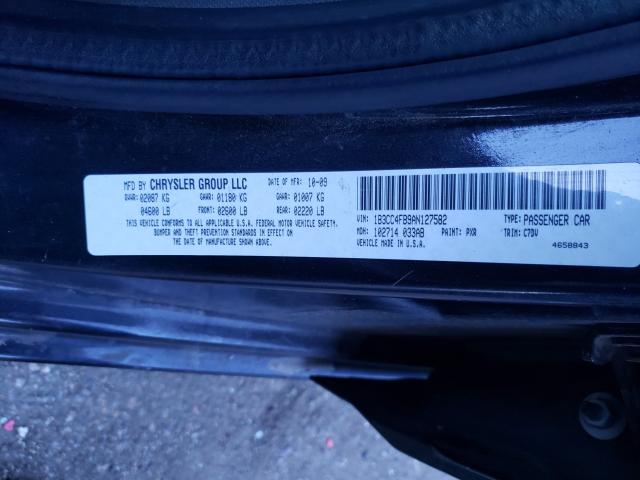 MFD BY CHRYSLER GROUP LLC DATE OF MFR: 10-09
GVWR: 02087 KG GAWR: 01180 KG GAWR: 01007 KG
04600 LB FRONT: 02600 LB REAR: 02220 LB
THIS VEHICLE CONFORMS TO ALL APPLICABLE U.S.A. FEDERAL MOTOR VEHICLE SAFETY,
BUMPER AND THEFT PREVENTION STANDARDS IN EFFECT ON THE DATE OF MFR SHOWN ABOVE.
MADE IN U.S.A.
VIN: 1B3CC4FB9AN127582 TYPE: PASSENGER CAR
MDH: 102714 033AB PAINT: PXR TRIM: C7DV
4658843